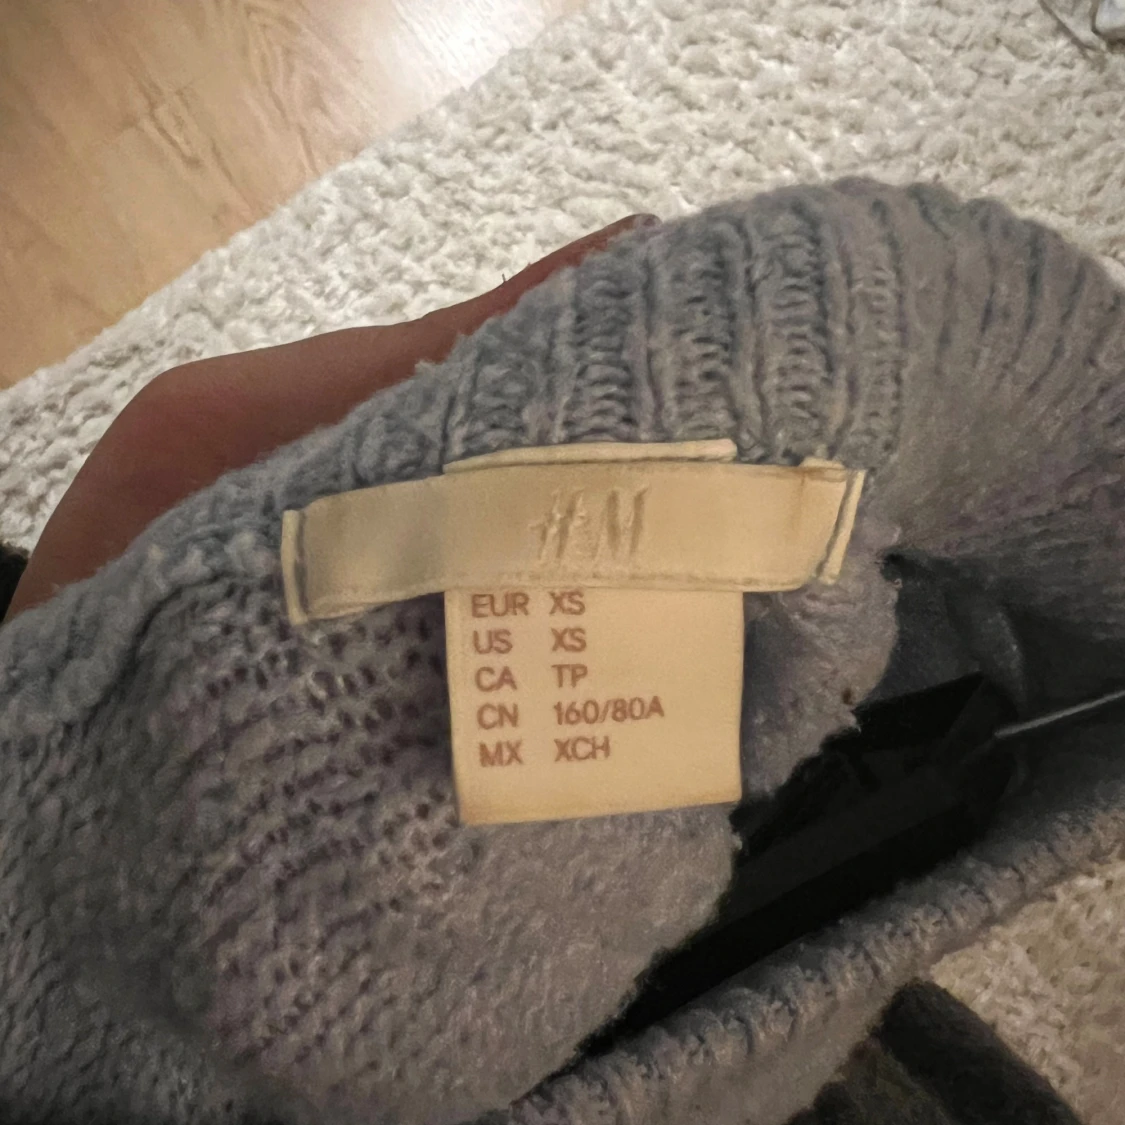 H&M
EUR XS
US XS
CA TP
CN 160/80A
MX XCH